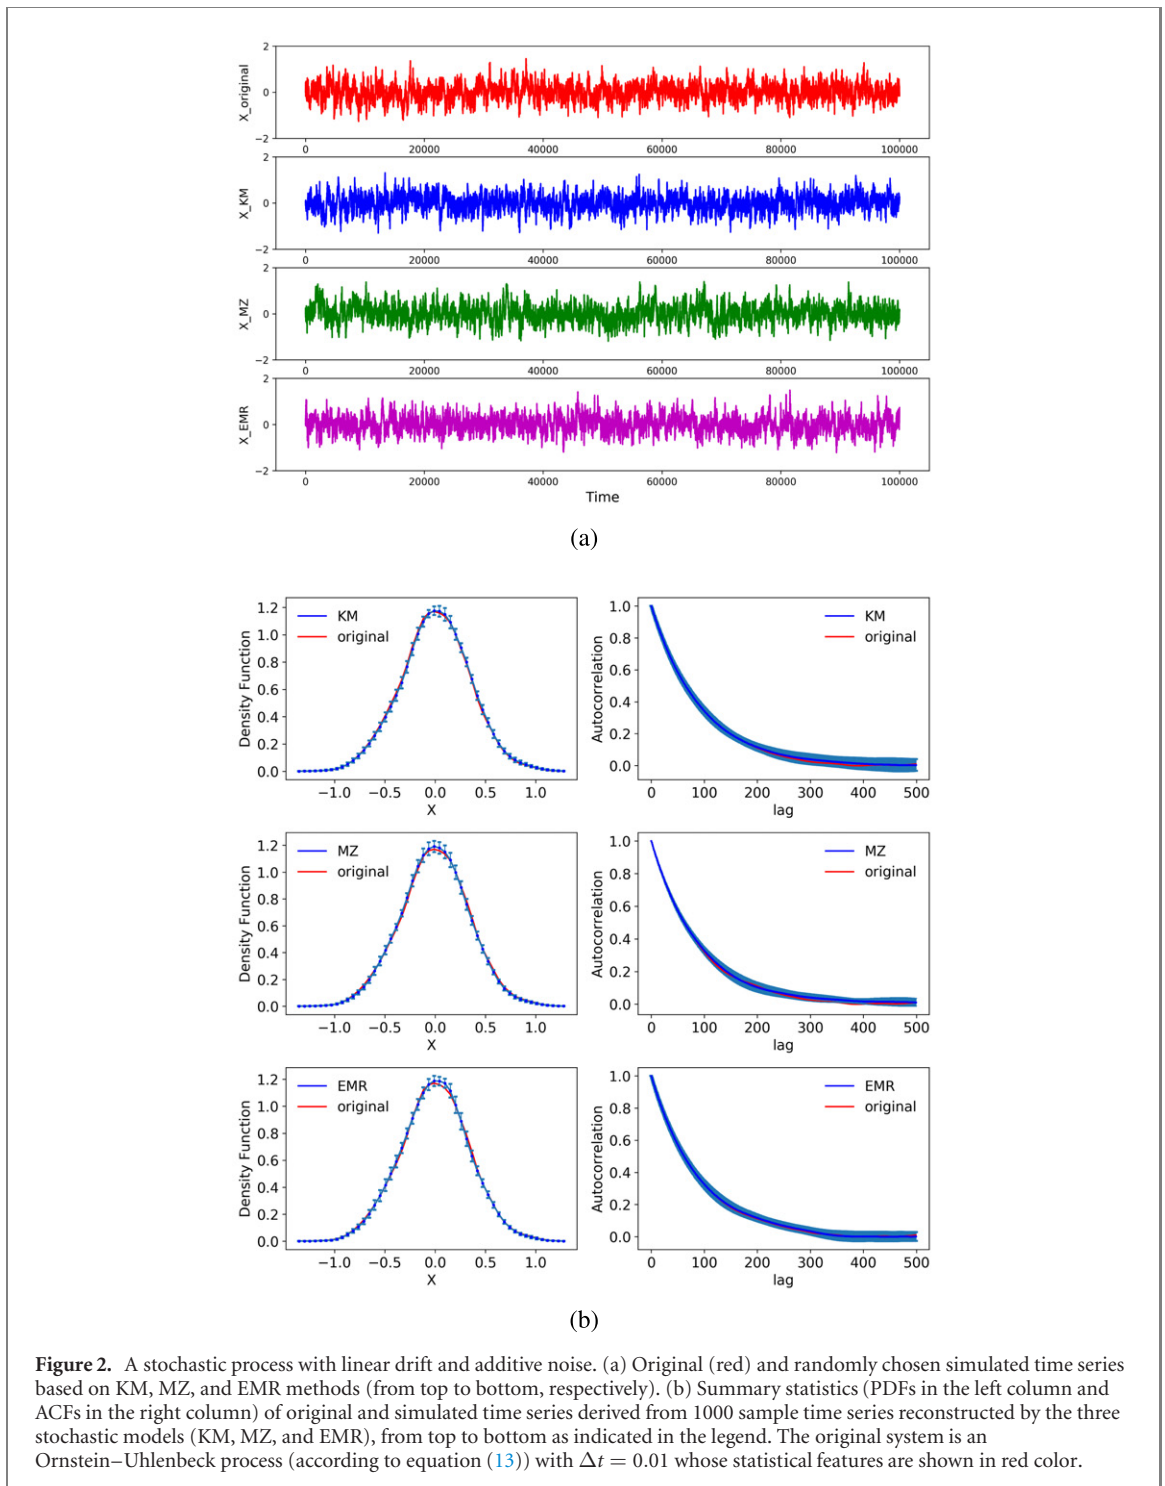 2
0
−2
X_original
0 20000 40000 60000 80000 100000
2
0
−2
X_KM
0 20000 40000 60000 80000 100000
2
0
−2
X_MZ
0 20000 40000 60000 80000 100000
2
0
−2
X_EMR
0 20000 40000 60000 80000 100000
Time
(a)
1.2
1.0
0.8
0.6
0.4
0.2
0.0
Density Function
KM
original
−1.0 −0.5 0.0 0.5 1.0
X
1.0
0.8
0.6
0.4
0.2
0.0
Autocorrelation
KM
original
0 100 200 300 400 500
lag
1.2
1.0
0.8
0.6
0.4
0.2
0.0
Density Function
MZ
original
−1.0 −0.5 0.0 0.5 1.0
X
1.0
0.8
0.6
0.4
0.2
0.0
Autocorrelation
MZ
original
0 100 200 300 400 500
lag
1.2
1.0
0.8
0.6
0.4
0.2
0.0
Density Function
EMR
original
−1.0 −0.5 0.0 0.5 1.0
X
1.0
0.8
0.6
0.4
0.2
0.0
Autocorrelation
EMR
original
0 100 200 300 400 500
lag
(b)
Figure 2. A stochastic process with linear drift and additive noise. (a) Original (red) and randomly chosen simulated time series
based on KM, MZ, and EMR methods (from top to bottom, respectively). (b) Summary statistics (PDFs in the left column and
ACFs in the right column) of original and simulated time series derived from 1000 sample time series reconstructed by the three
stochastic models (KM, MZ, and EMR), from top to bottom as indicated in the legend. The original system is an
Ornstein–Uhlenbeck process (according to equation (13)) with Δt = 0.01 whose statistical features are shown in red color.